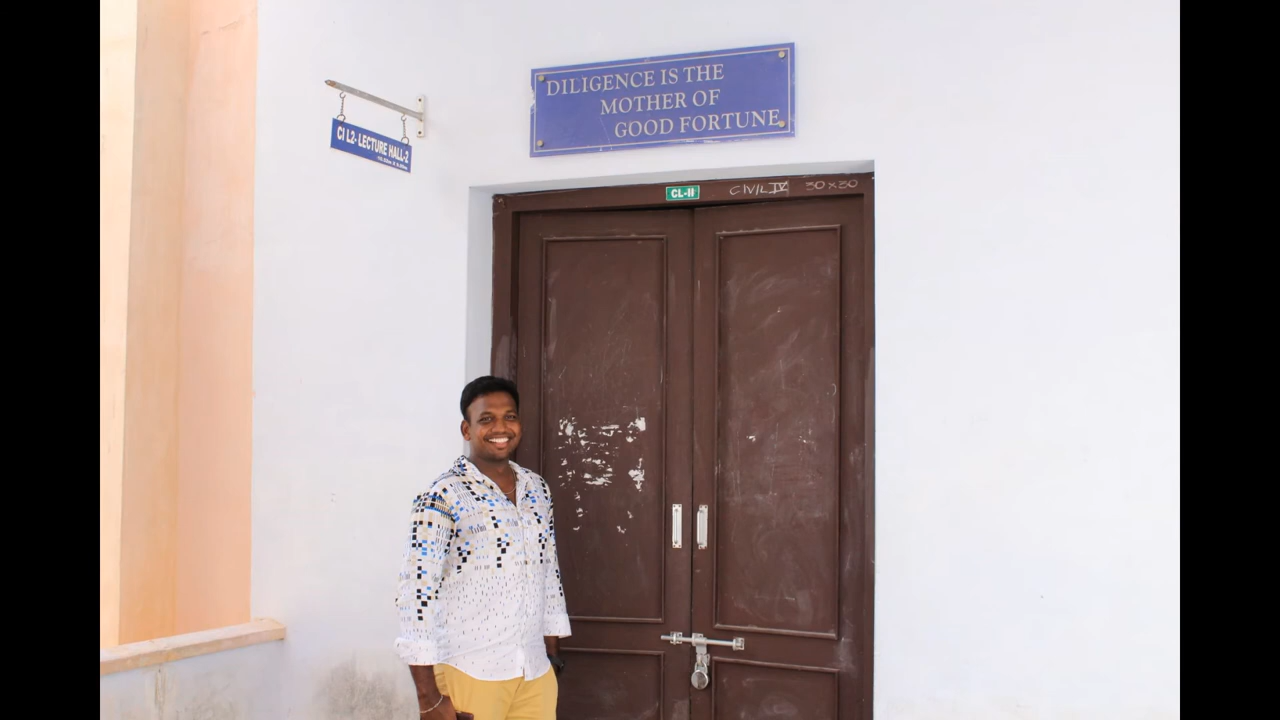 DILIGENCE IS THE
MOTHER OF
GOOD FORTUNE
CI L2- LECTURE HALL-2
CL-II
CIVIL IV 30x30